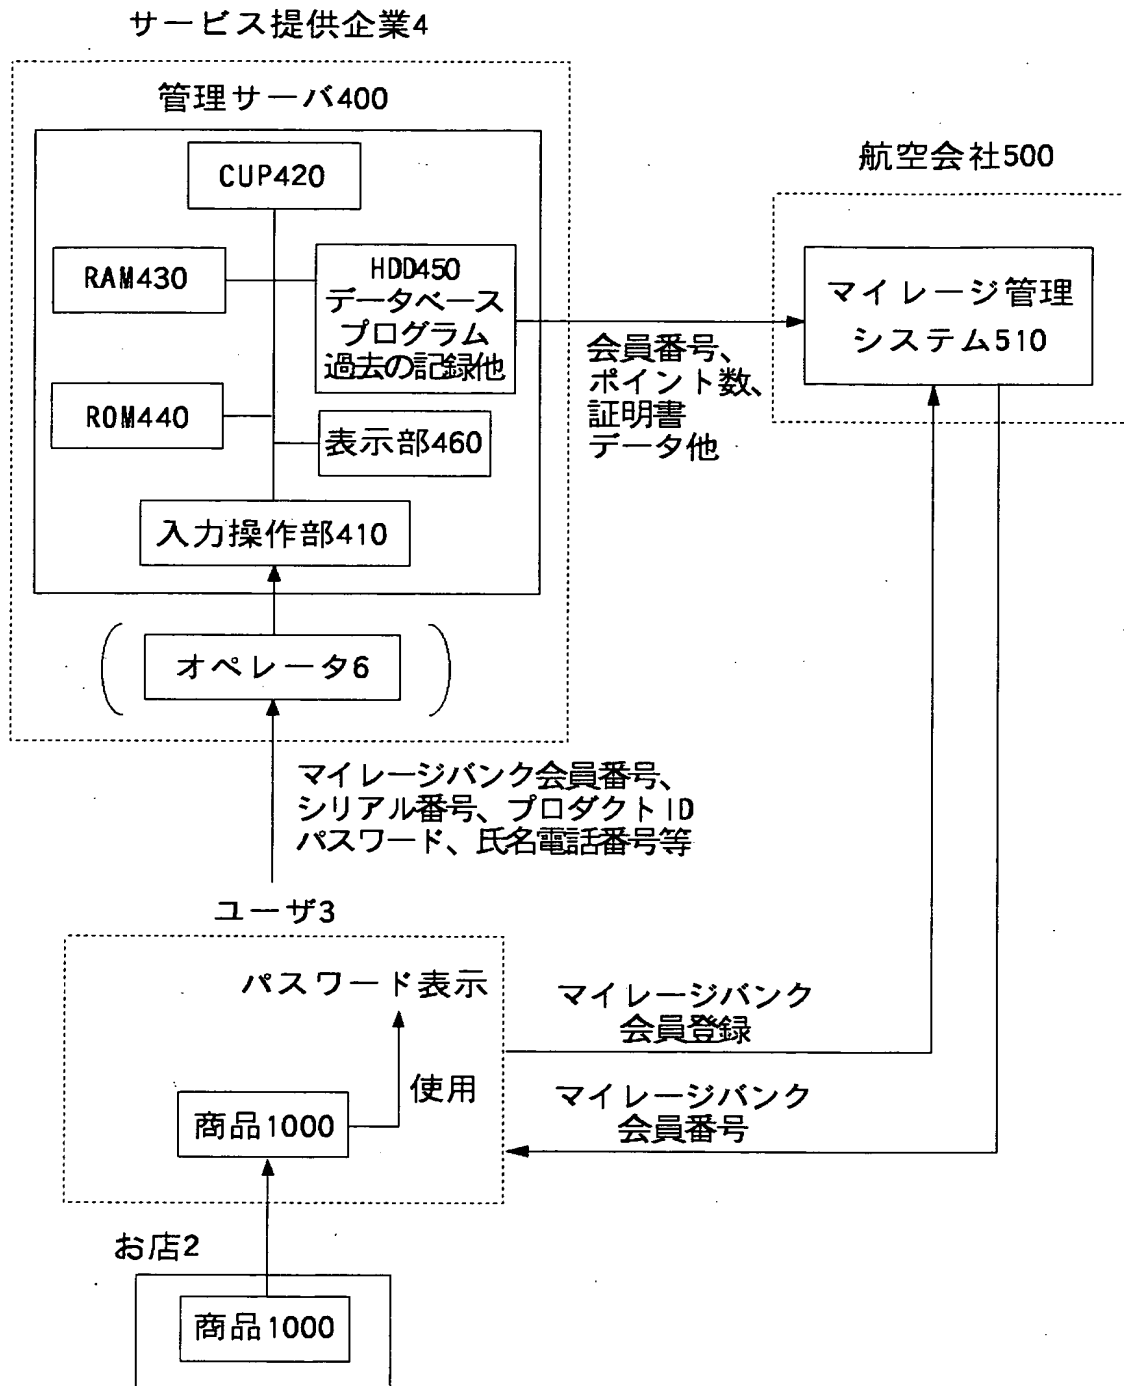 サービス提供企業4
管理サーバ400
CUP420
RAM430
HDD450
データベース
プログラム
過去の記録他
ROM440
表示部460
入力操作部410
オペレータ6
航空会社500
マイレージ管理
システム510
会員番号、
ポイント数、
証明書
データ他
マイレージバンク会員番号、
シリアル番号、プロダクトID
パスワード、氏名電話番号等
ユーザ3
パスワード表示
使用
商品1000
マイレージバンク
会員登録
マイレージバンク
会員番号
お店2
商品1000